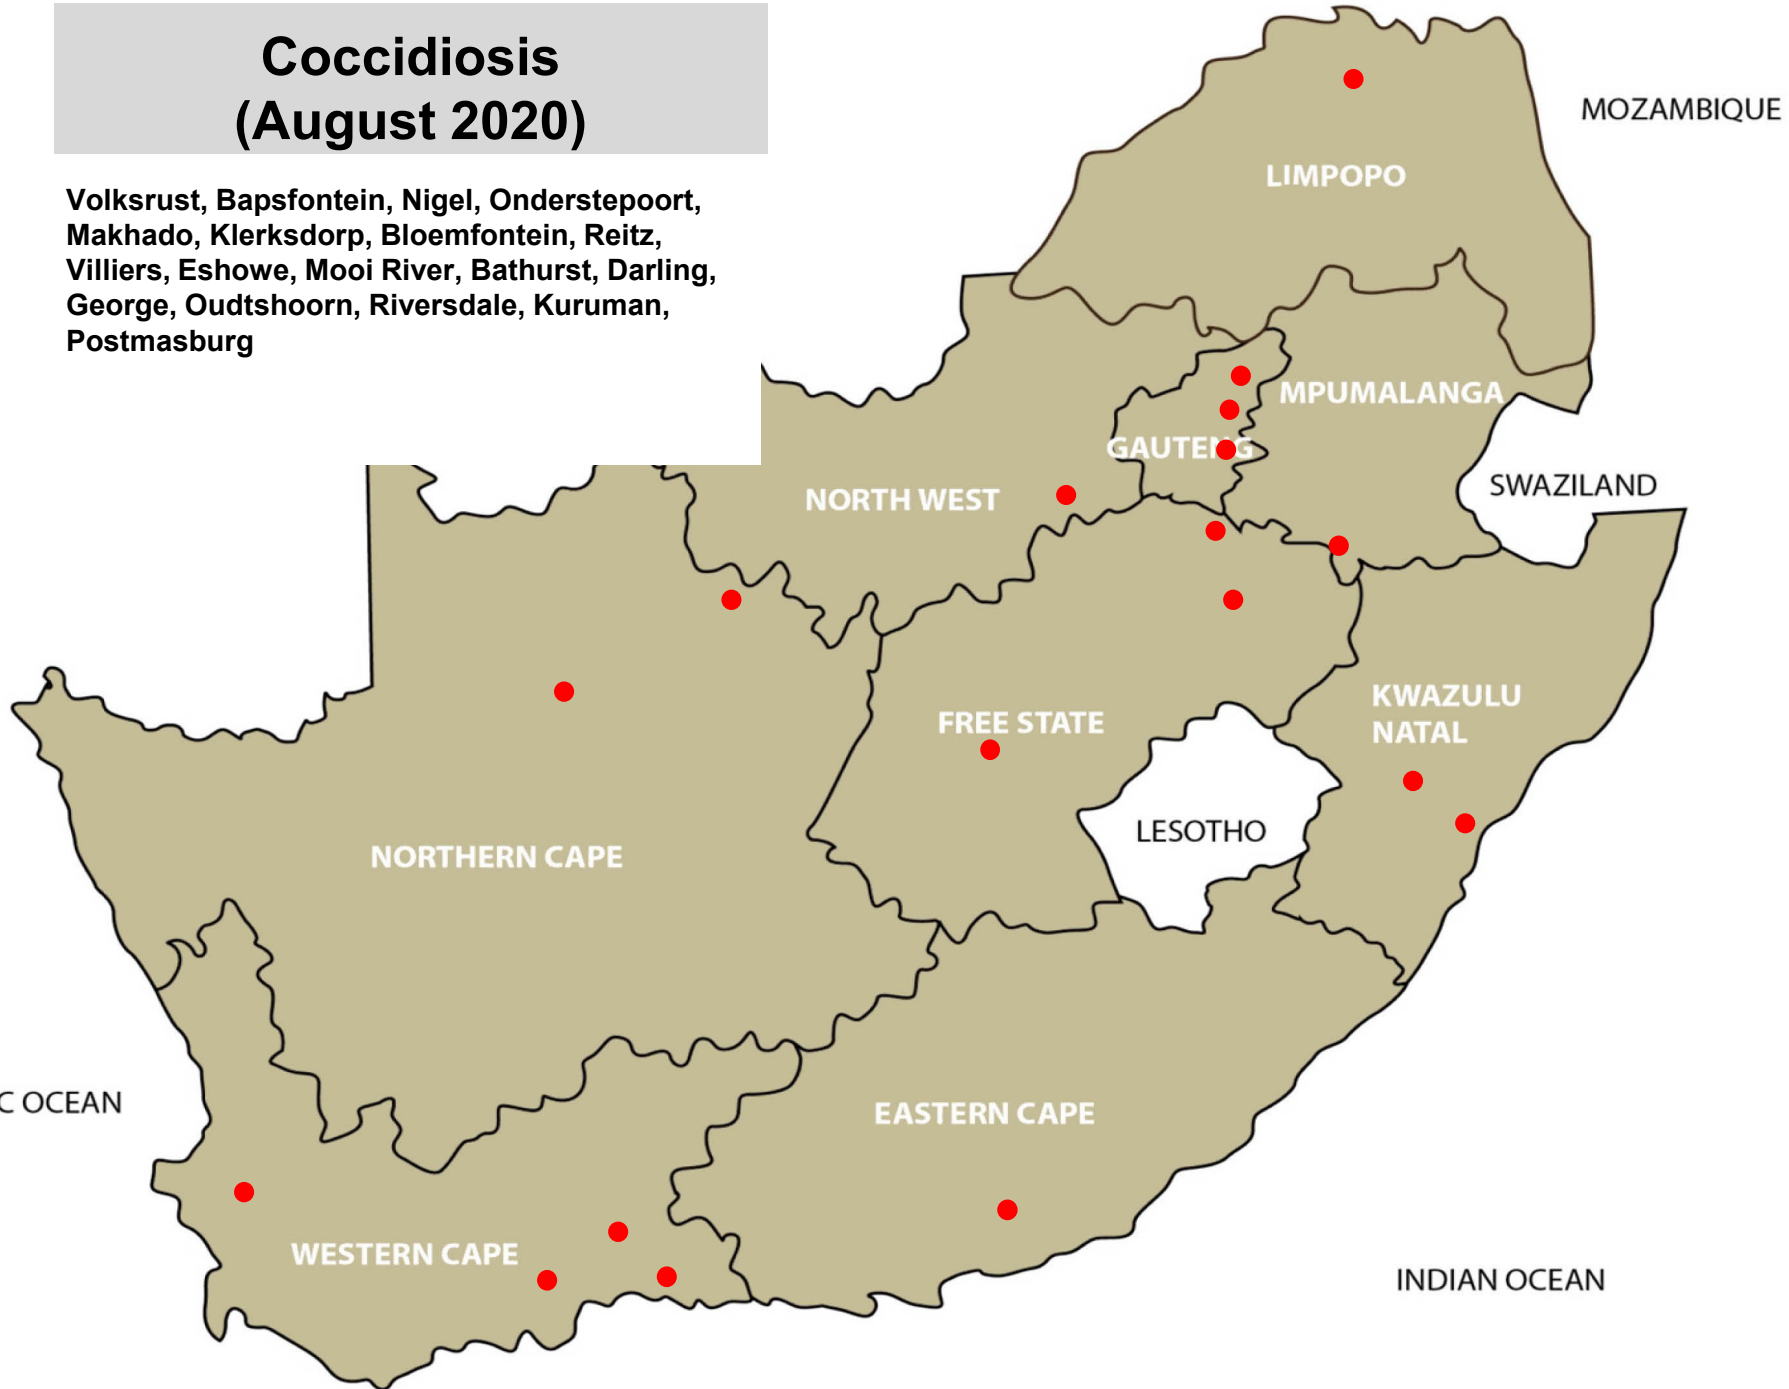 Coccidiosis
(August 2020)
Volksrust, Bapsfontein, Nigel, Onderstepoort,
Makhado, Klerksdorp, Bloemfontein, Reitz,
Villiers, Eshowe, Mooi River, Bathurst, Darling,
George, Oudtshoorn, Riversdale, Kuruman,
Postmasburg
MOZAMBIQUE
LIMPOPO
MPUMALANGA
GAUTENG
SWAZILAND
NORTH WEST
KWAZULU
NATAL
FREE STATE
LESOTHO
NORTHERN CAPE
C OCEAN
EASTERN CAPE
WESTERN CAPE
INDIAN OCEAN